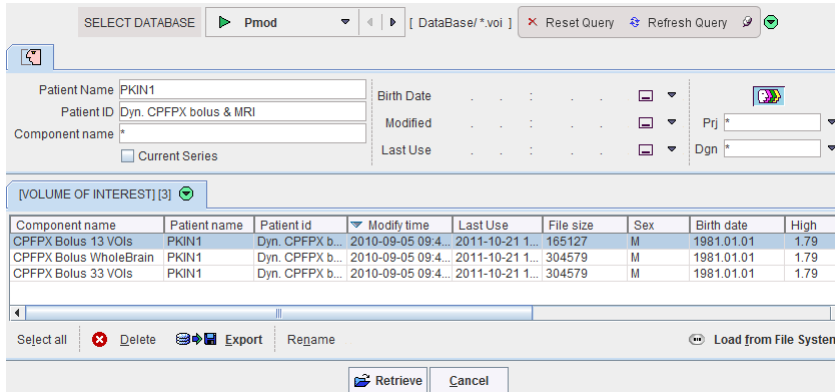 SELECT DATABASE Pmod [ DataBase/ *.voi ] Reset Query Refresh Query
Patient Name PKIN1
Patient ID Dyn. CPFPX bolus & MRI
Component name *
Current Series
Birth Date . . : . .
Modified . . : . .
Last Use . . : . .
Prj *
Dgn *
[VOLUME OF INTEREST] [3]
Component name Patient name Patient id Modify time Last Use File size Sex Birth date High
CPFPX Bolus 13 VOIs PKIN1 Dyn. CPFPX b... 2010-09-05 09:4... 2011-10-21 1... 165127 M 1981.01.01 1.79
CPFPX Bolus WholeBrain PKIN1 Dyn. CPFPX b... 2010-09-05 09:4... 2011-10-21 1... 304579 M 1981.01.01 1.79
CPFPX Bolus 33 VOIs PKIN1 Dyn. CPFPX b... 2010-09-05 09:4... 2011-10-21 1... 304579 M 1981.01.01 1.79
Select all Delete Export Rename Load from File System
Retrieve Cancel